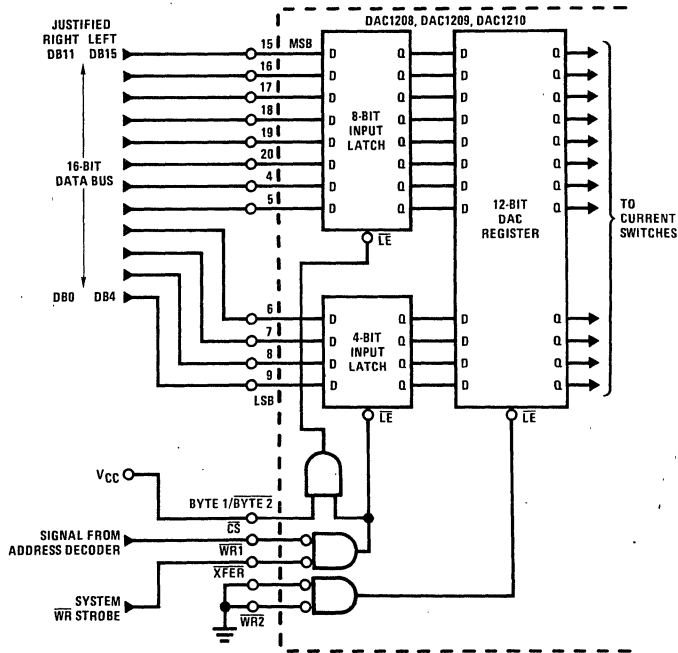 JUSTIFIED
RIGHT LEFT
DB11 DB15
DAC1208, DAC1209, DAC1210
15 MSB D Q D Q
16 D Q D Q
17 D Q D Q
18 D Q D Q
19 D Q D Q
20 D Q D Q
4 D Q D Q
5 D Q D Q
8-BIT
INPUT
LATCH
16-BIT
DATA BUS
12-BIT
DAC
REGISTER
TO
CURRENT
SWITCHES
LE
DB0 DB4
6 D Q D Q
7 D Q D Q
8 D Q D Q
9 D Q D Q
LSB
4-BIT
INPUT
LATCH
LE
LE
VCC
BYTE 1/BYTE 2
CS
SIGNAL FROM
ADDRESS DECODER
WR1
XFER
SYSTEM
WR STROBE
WR2